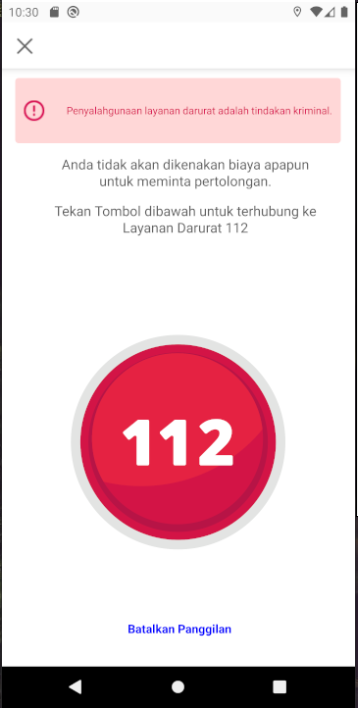 10:30
Penyalahgunaan layanan darurat adalah tindakan kriminal.
Anda tidak akan dikenakan biaya apapun
untuk meminta pertolongan.
Tekan Tombol dibawah untuk terhubung ke
Layanan Darurat 112
112
Batalkan Panggilan